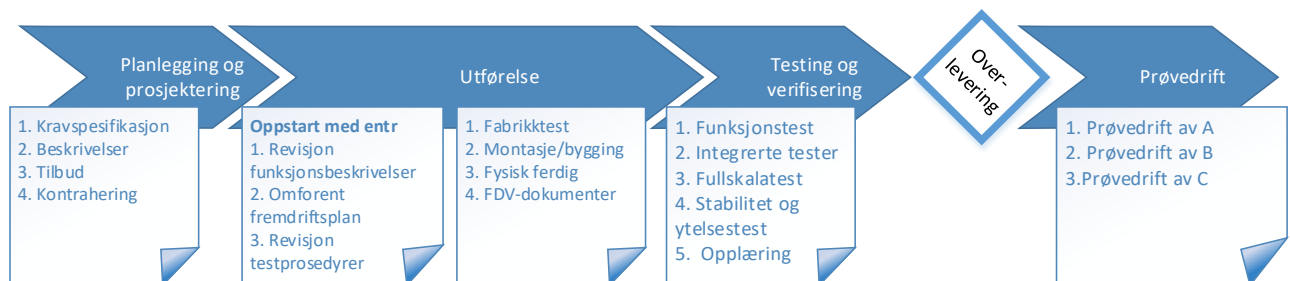 Planlegging og
prosjektering
Utførelse
Testing og
verifisering
Over-
levering
Prøvedrift
1. Kravspesifikasjon
2. Beskrivelser
3. Tilbud
4. Kontrahering
Oppstart med entr
1. Revisjon
funksjonsbeskrivelser
2. Omforent
fremdriftsplan
3. Revisjon
testprosedyrer
1. Fabrikktest
2. Montasje/bygging
3. Fysisk ferdig
4. FDV-dokumenter
1. Funksjonstest
2. Integrerte tester
3. Fullskalatest
4. Stabilitet og
ytelsestest
5. Opplæring
1. Prøvedrift av A
2. Prøvedrift av B
3.Prøvedrift av C